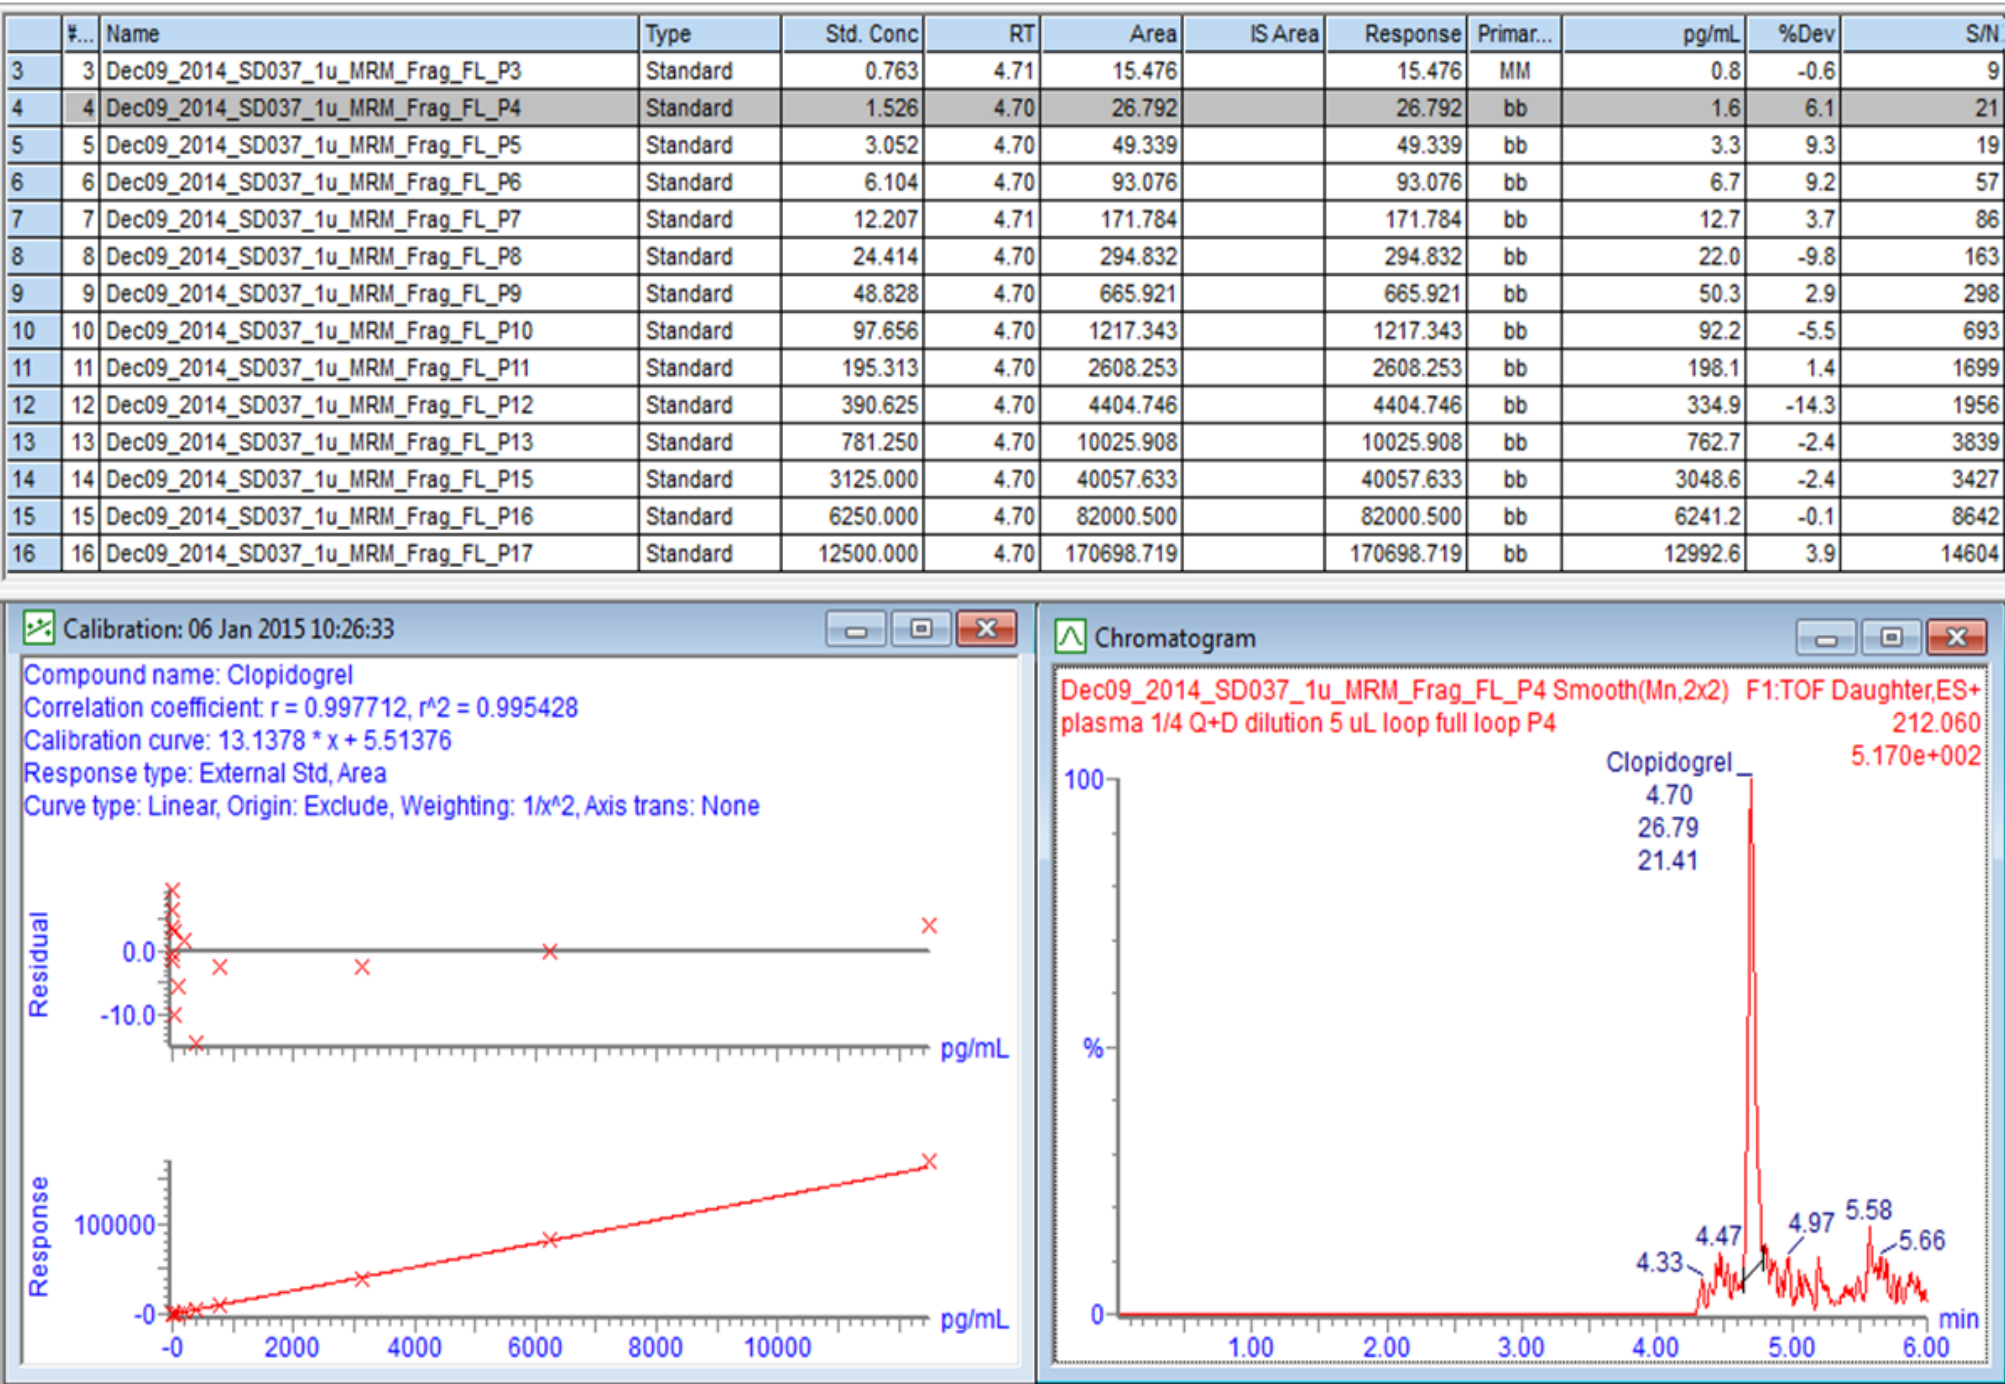 #... Name Type Std. Conc RT Area IS Area Response Primar... pg/mL %Dev S/N
3 3 Dec09_2014_SD037_1u_MRM_Frag_FL_P3 Standard 0.763 4.71 15.476 15.476 MM 0.8 -0.6 9
4 4 Dec09_2014_SD037_1u_MRM_Frag_FL_P4 Standard 1.526 4.70 26.792 26.792 bb 1.6 6.1 21
5 5 Dec09_2014_SD037_1u_MRM_Frag_FL_P5 Standard 3.052 4.70 49.339 49.339 bb 3.3 9.3 19
6 6 Dec09_2014_SD037_1u_MRM_Frag_FL_P6 Standard 6.104 4.70 93.076 93.076 bb 6.7 9.2 57
7 7 Dec09_2014_SD037_1u_MRM_Frag_FL_P7 Standard 12.207 4.71 171.784 171.784 bb 12.7 3.7 86
8 8 Dec09_2014_SD037_1u_MRM_Frag_FL_P8 Standard 24.414 4.70 294.832 294.832 bb 22.0 -9.8 163
9 9 Dec09_2014_SD037_1u_MRM_Frag_FL_P9 Standard 48.828 4.70 665.921 665.921 bb 50.3 2.9 298
10 10 Dec09_2014_SD037_1u_MRM_Frag_FL_P10 Standard 97.656 4.70 1217.343 1217.343 bb 92.2 -5.5 693
11 11 Dec09_2014_SD037_1u_MRM_Frag_FL_P11 Standard 195.313 4.70 2608.253 2608.253 bb 198.1 1.4 1699
12 12 Dec09_2014_SD037_1u_MRM_Frag_FL_P12 Standard 390.625 4.70 4404.746 4404.746 bb 334.9 -14.3 1956
13 13 Dec09_2014_SD037_1u_MRM_Frag_FL_P13 Standard 781.250 4.70 10025.908 10025.908 bb 762.7 -2.4 3839
14 14 Dec09_2014_SD037_1u_MRM_Frag_FL_P15 Standard 3125.000 4.70 40057.633 40057.633 bb 3048.6 -2.4 3427
15 15 Dec09_2014_SD037_1u_MRM_Frag_FL_P16 Standard 6250.000 4.70 82000.500 82000.500 bb 6241.2 -0.1 8642
16 16 Dec09_2014_SD037_1u_MRM_Frag_FL_P17 Standard 12500.000 4.70 170698.719 170698.719 bb 12992.6 3.9 14604
Calibration: 06 Jan 2015 10:26:33
Compound name: Clopidogrel
Correlation coefficient: r = 0.997712, r^2 = 0.995428
Calibration curve: 13.1378 * x + 5.51376
Response type: External Std, Area
Curve type: Linear, Origin: Exclude, Weighting: 1/x^2, Axis trans: None
Residual
0.0
-10.0
pg/mL
Response
100000
-0
pg/mL
-0 2000 4000 6000 8000 10000
Chromatogram
Dec09_2014_SD037_1u_MRM_Frag_FL_P4 Smooth(Mn,2x2) F1:TOF Daughter,ES+
plasma 1/4 Q+D dilution 5 uL loop full loop P4 212.060
5.170e+002
Clopidogrel
4.70
26.79
21.41
100
%
0
4.33
4.47
4.97
5.58
5.66
min
1.00 2.00 3.00 4.00 5.00 6.00